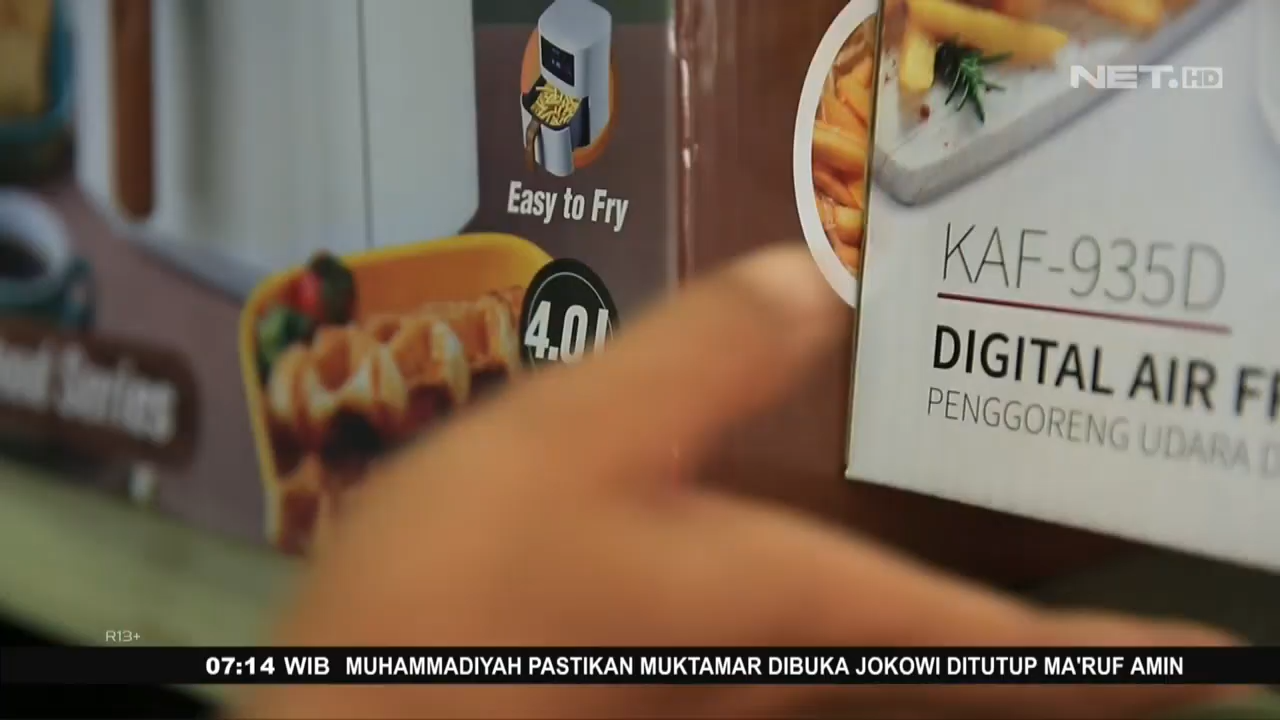 NET. HD
Easy to Fry
4.0
KAF-935D
DIGITAL AIR
PENGGORENG UDARA
Series
R13+
07:14 WIB MUHAMMADIYAH PASTIKAN MUKTAMAR DIBUKA JOKOWI DITUTUP MA'RUF AMIN